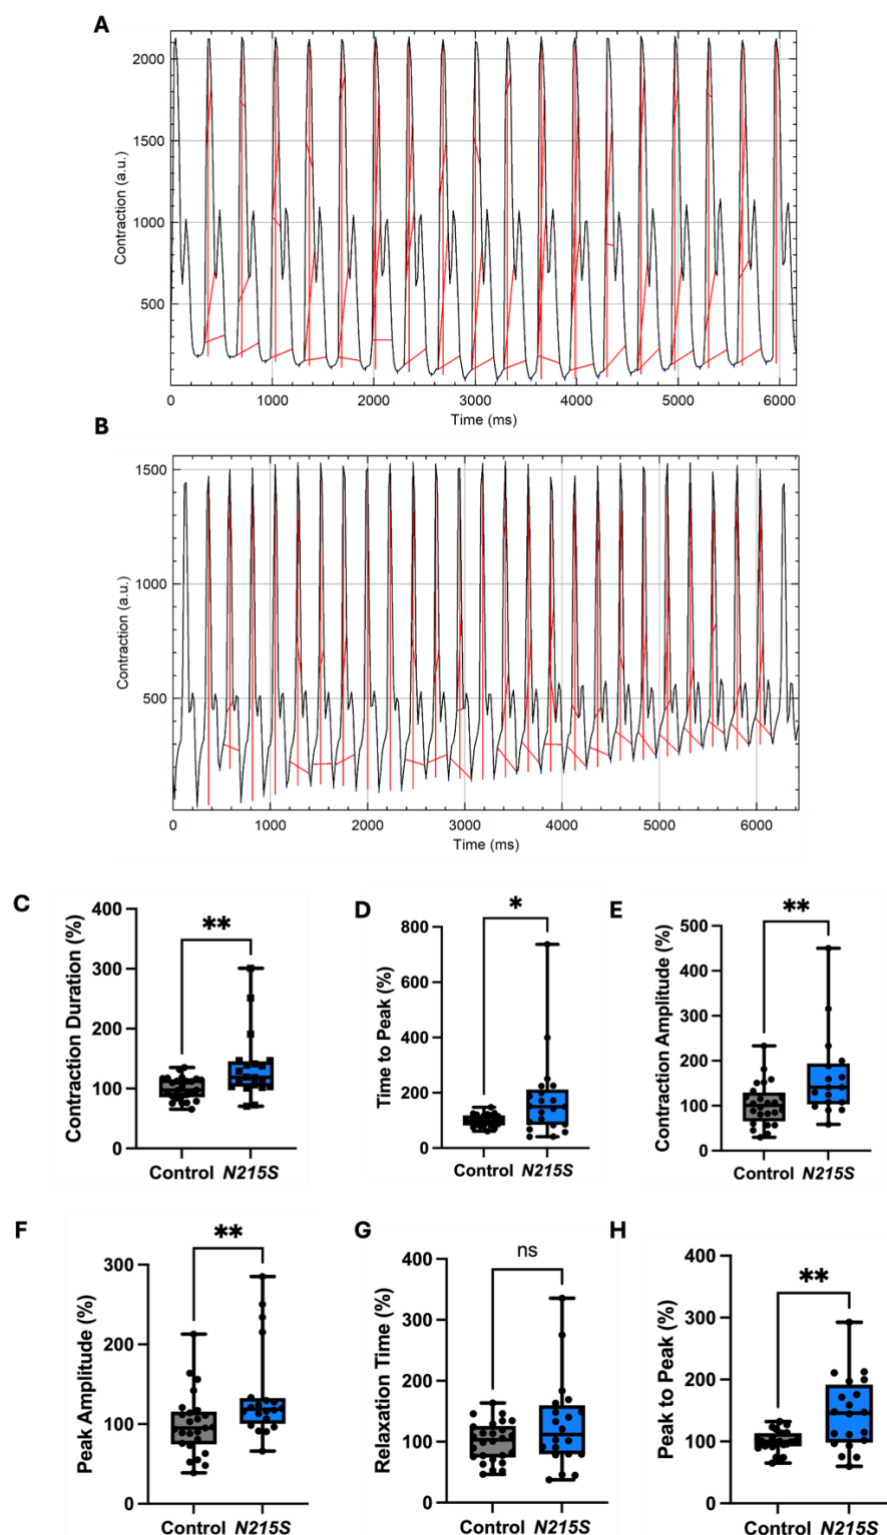 A
Contraction (a.u.)
2000
1500
1000
500
0 1000 2000 3000 4000 5000 6000
Time (ms)
B
Contraction (a.u.)
1500
1000
500
0 1000 2000 3000 4000 5000 6000
Time (ms)
C
Contraction Duration (%)
400
300
200
100
0
**
Control N215S
D
Time to Peak (%)
800
600
400
200
0
*
Control N215S
E
Contraction Amplitude (%)
500
400
300
200
100
0
**
Control N215S
F
Peak Amplitude (%)
300
200
100
0
**
Control N215S
G
Relaxation Time (%)
400
300
200
100
0
ns
Control N215S
H
Peak to Peak (%)
400
300
200
100
0
**
Control N215S